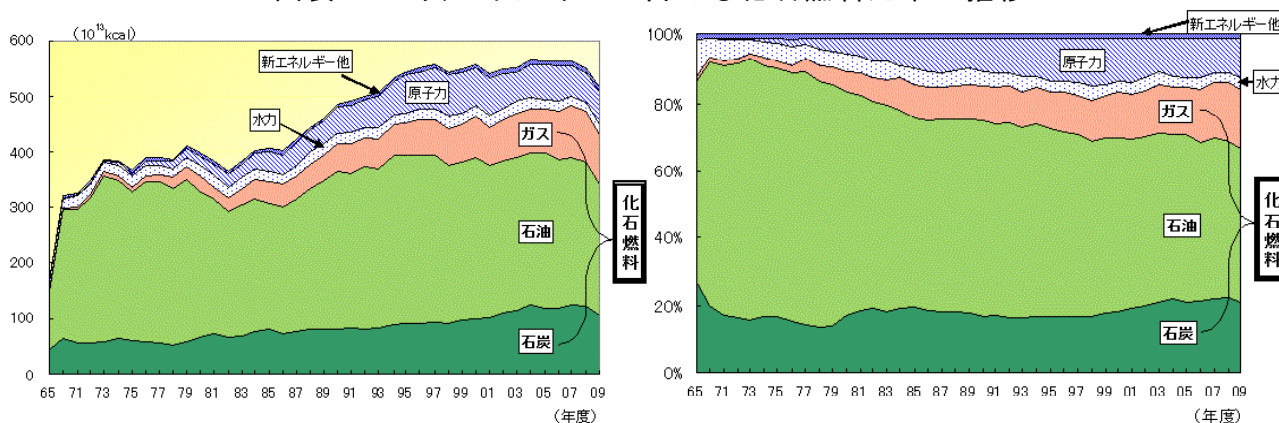 (10¹³kcal)
600
500
400
300
200
100
0
新エネルギー他
原子力
水力
ガス
石油
石炭
化石燃料
65 71 73 75 77 79 81 83 85 87 89 91 93 95 97 99 01 03 05 07 09
(年度)
新エネルギー他
100%
80%
60%
40%
20%
0%
原子力
水力
ガス
石油
石炭
化石燃料
65 71 73 75 77 79 81 83 85 87 89 91 93 95 97 99 01 03 05 07 09
(年度)